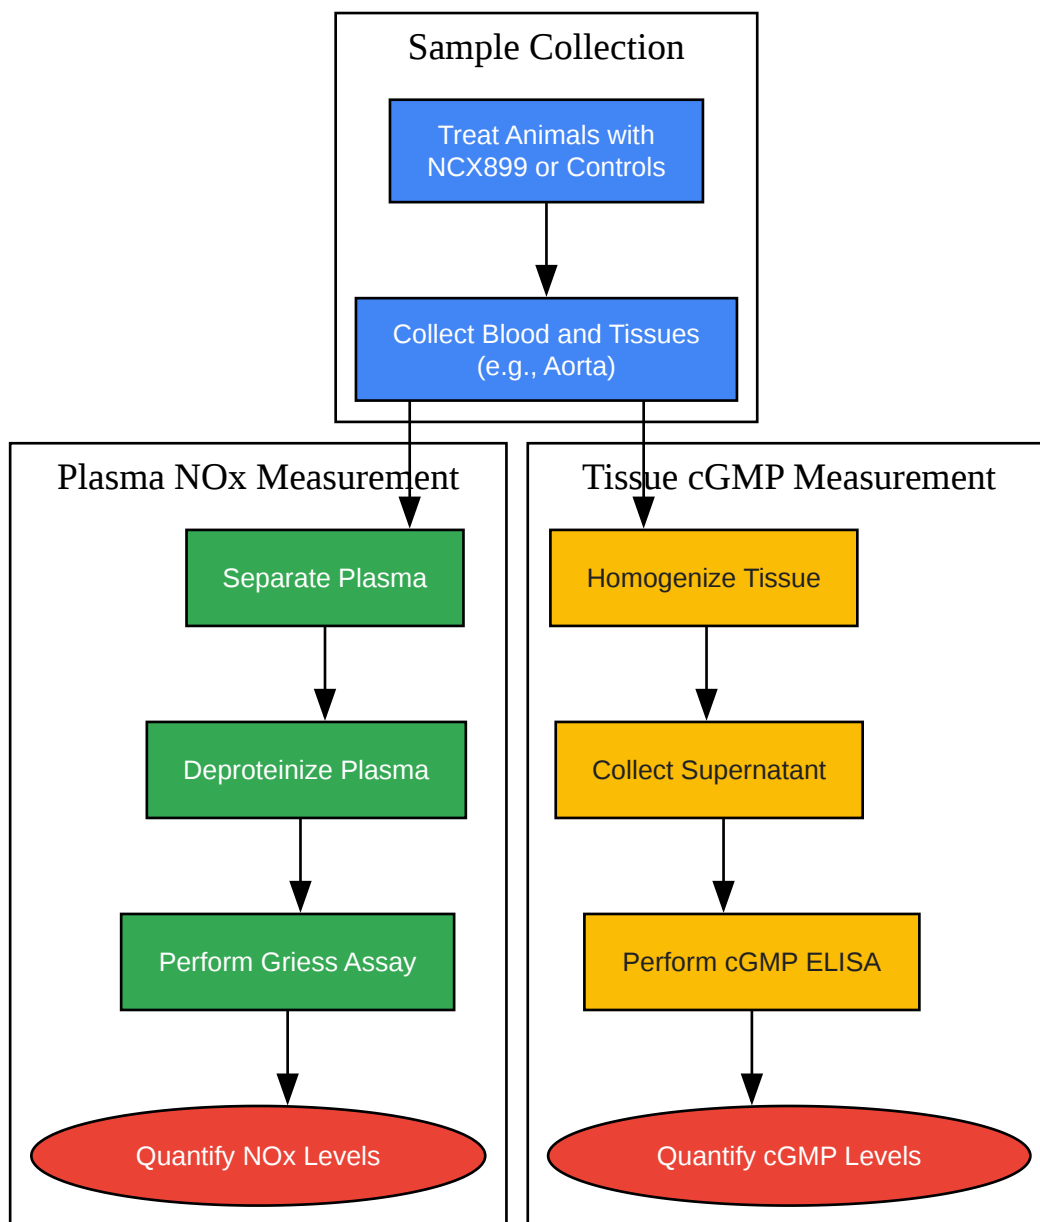 Sample Collection
Treat Animals with
NCX899 or Controls
Collect Blood and Tissues
(e.g., Aorta)
Plasma NOx Measurement
Separate Plasma
Deproteinize Plasma
Perform Griess Assay
Quantify NOx Levels
Tissue cGMP Measurement
Homogenize Tissue
Collect Supernatant
Perform cGMP ELISA
Quantify cGMP Levels